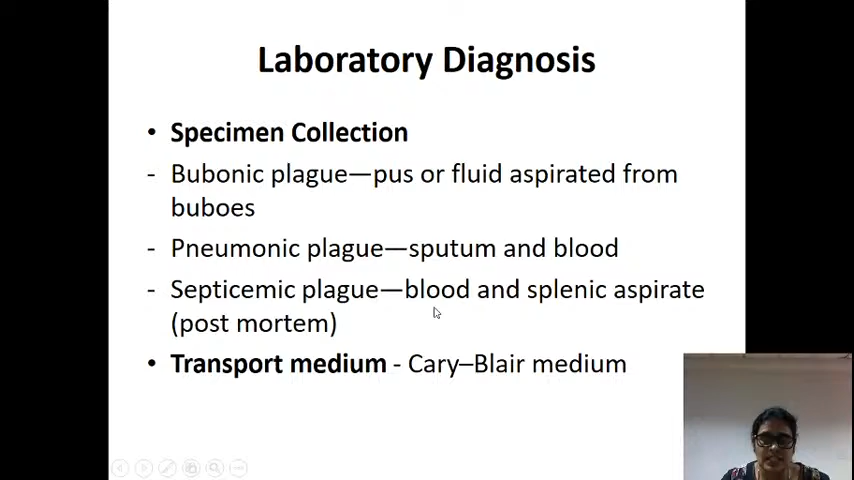 Laboratory Diagnosis
• Specimen Collection
- Bubonic plague—pus or fluid aspirated from
buboes
- Pneumonic plague—sputum and blood
- Septicemic plague—blood and splenic aspirate
(post mortem)
• Transport medium - Cary–Blair medium